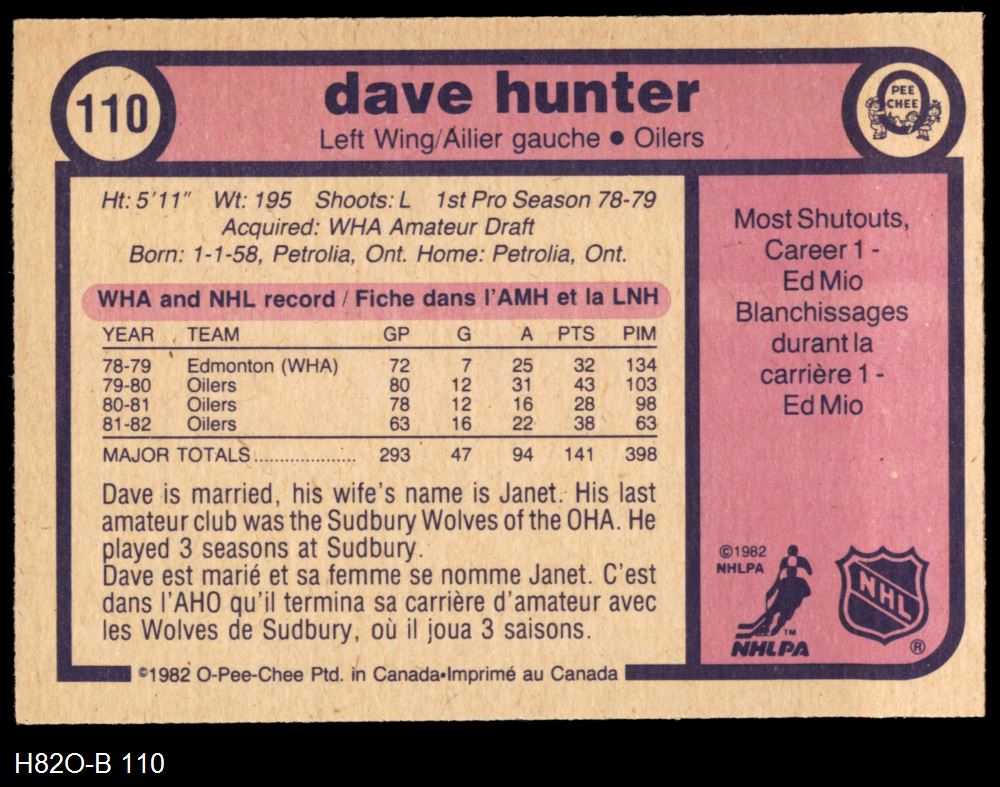 110
dave hunter
Left Wing/Ailier gauche ● Oilers
PEE
CHEE
Ht: 5'11" Wt: 195 Shoots: L 1st Pro Season 78-79
Acquired: WHA Amateur Draft
Born: 1-1-58, Petrolia, Ont. Home: Petrolia, Ont.
WHA and NHL record / Fiche dans l'AMH et la LNH
YEAR TEAM GP G A PTS PIM
78-79 Edmonton (WHA) 72 7 25 32 134
79-80 Oilers 80 12 31 43 103
80-81 Oilers 78 12 16 28 98
81-82 Oilers 63 16 22 38 63
MAJOR TOTALS.................... 293 47 94 141 398
Dave is married, his wife's name is Janet. His last
amateur club was the Sudbury Wolves of the OHA. He
played 3 seasons at Sudbury.
Dave est marié et sa femme se nomme Janet. C'est
dans l'AHO qu'il termina sa carrière d'amateur avec
les Wolves de Sudbury, où il joua 3 saisons.
Most Shutouts,
Career 1 -
Ed Mio
Blanchissages
durant la
carrière 1 -
Ed Mio
©1982
NHLPA
TM
NHLPA
NHL
®
©1982 O-Pee-Chee Ptd. in Canada•Imprimé au Canada
H82O-B 110